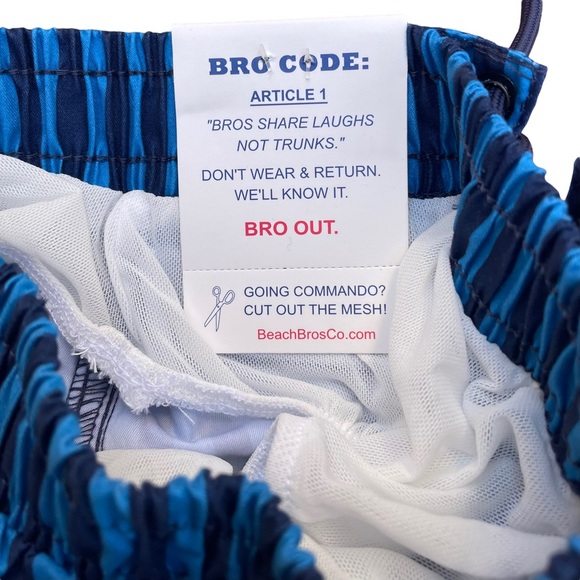 BRO CODE:
ARTICLE 1
"BROS SHARE LAUGHS
NOT TRUNKS."
DON'T WEAR & RETURN.
WE'LL KNOW IT.
BRO OUT.
GOING COMMANDO?
CUT OUT THE MESH!
BeachBrosCo.com